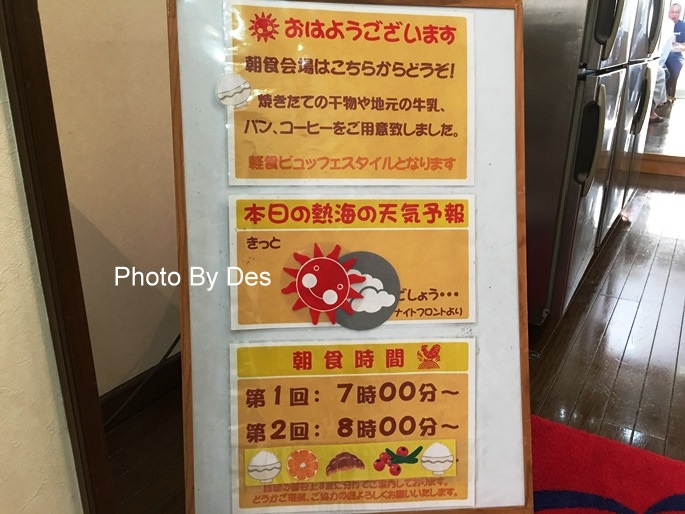 おはようございます
朝食会場はこちらからどうぞ!
焼きたての干物や地元の牛乳、
パン、コーヒーをご用意致しました。
軽食ビュッフェスタイルとなります
本日の熱海の天気予報
きっと
でしょう…
ナイトフロントより
Photo By Des
朝食時間
第1回:7時00分~
第2回:8時00分~
どうかご理解、ご協力の程よろしくお願いいたします。